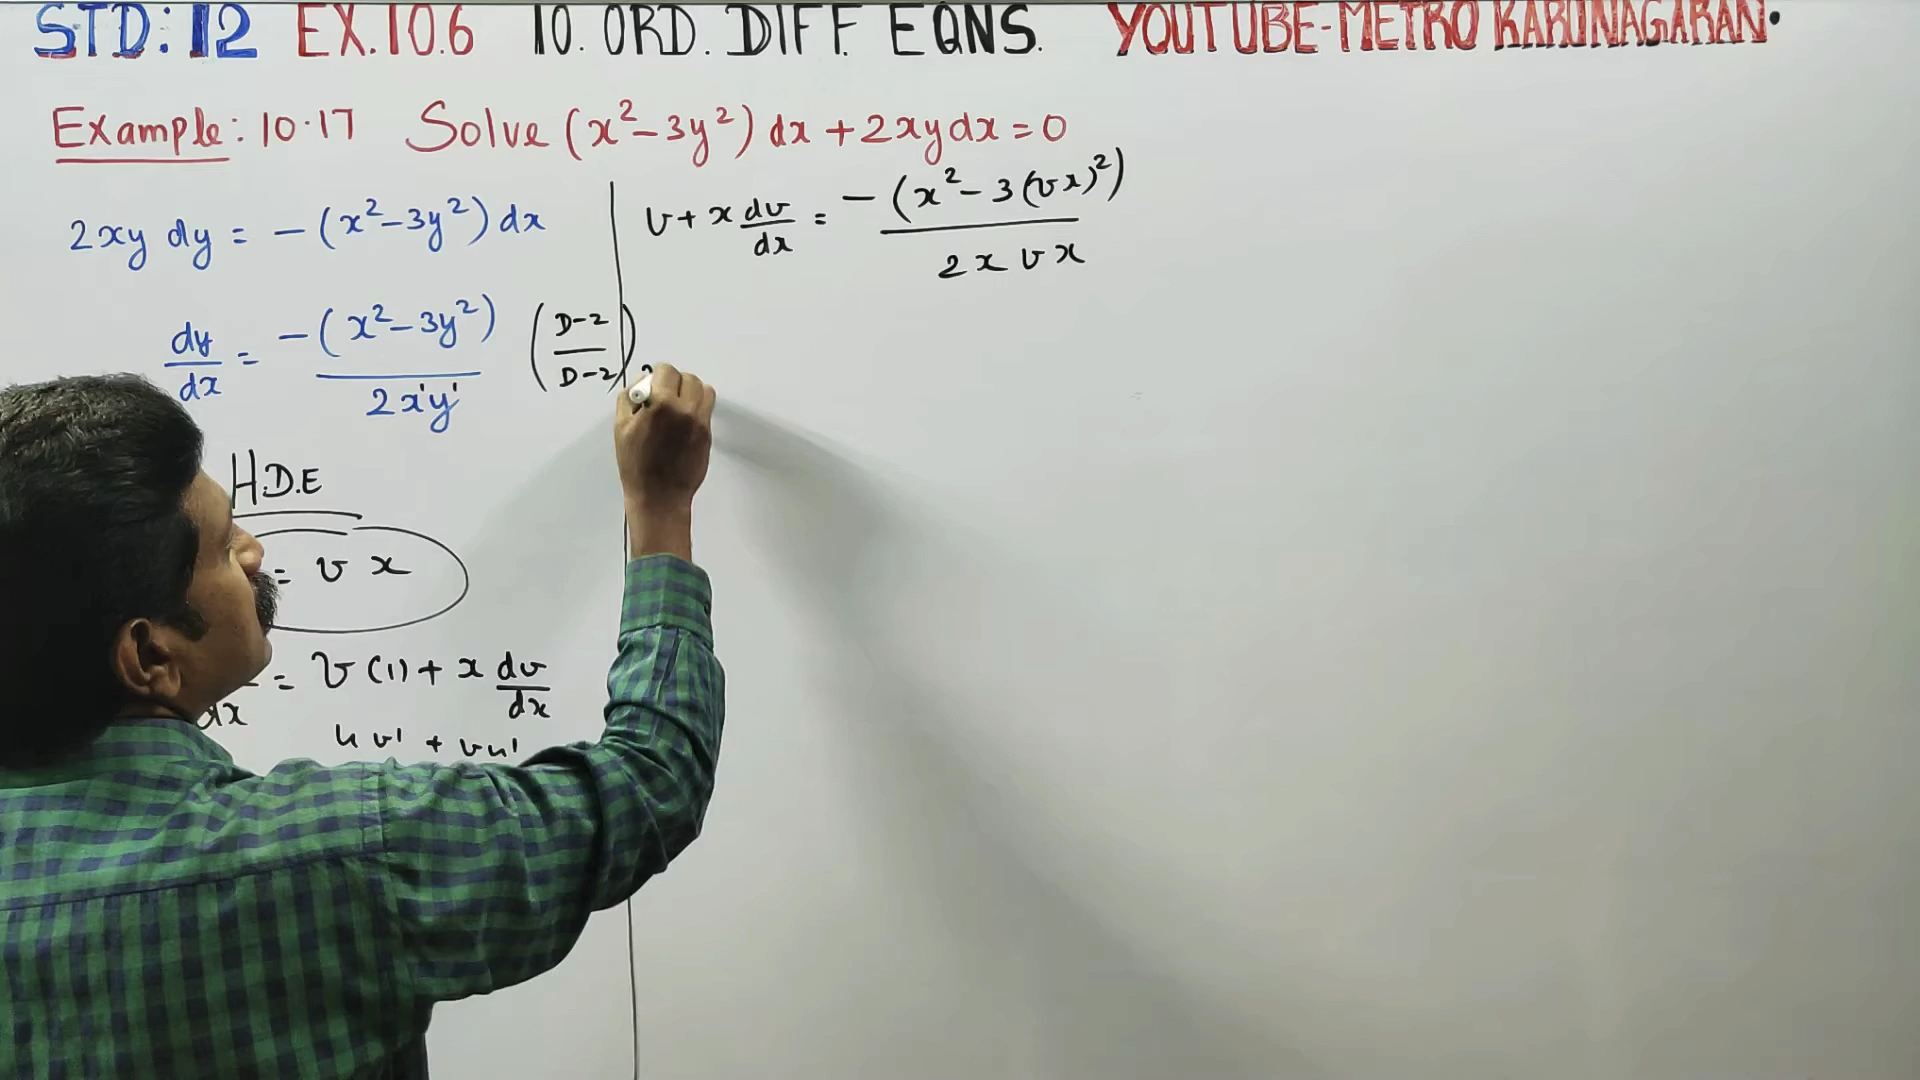 STD: 12 EX.10.6 10. ORD. DIFF. EQNS. YOUTUBE-METRO KARUNAGARAN.
Example: 10.17 Solve (x²-3y²) dx + 2xy dx = 0
2xy dy = -(x²-3y²) dx
dy/dx = -(x²-3y²) / 2x¹y¹ (D-2 / D-2)
H.D.E
= v x
dx = v (1) + x dv/dx
u v' + v u'
v + x dv/dx = -(x² - 3(vx)²) / 2x v x